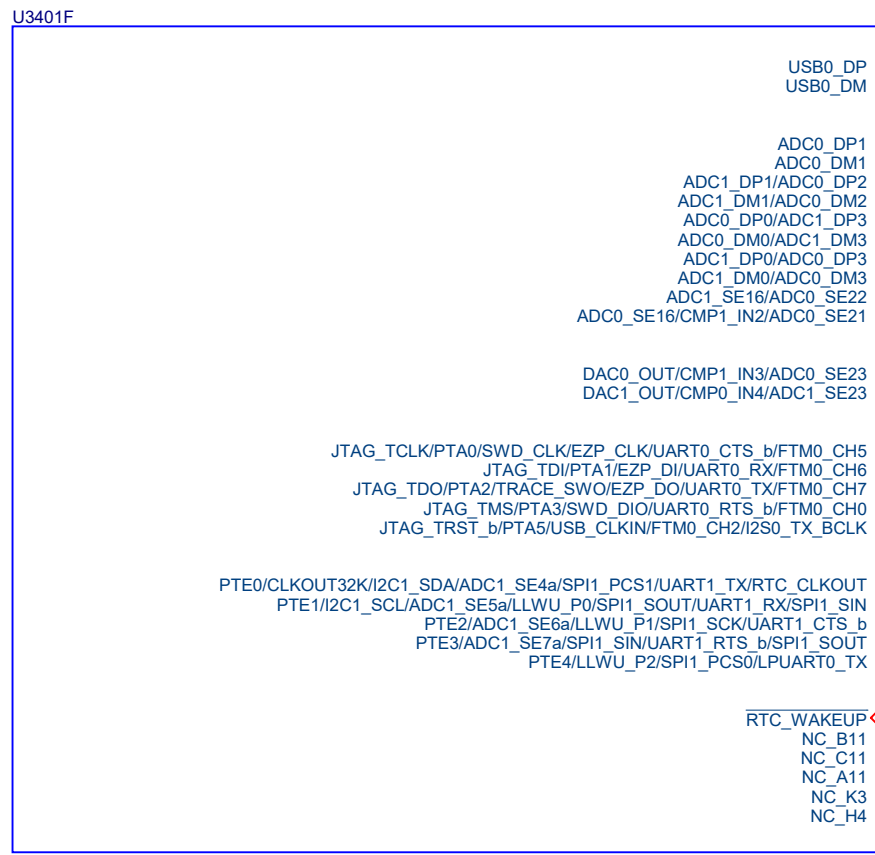 U3401F
USB0_DP
USB0_DM
ADC0_DP1
ADC0_DM1
ADC1_DP1/ADC0_DP2
ADC1_DM1/ADC0_DM2
ADC0_DP0/ADC1_DP3
ADC0_DM0/ADC1_DM3
ADC1_DP0/ADC0_DP3
ADC1_DM0/ADC0_DM3
ADC1_SE16/ADC0_SE22
ADC0_SE16/CMP1_IN2/ADC0_SE21
DAC0_OUT/CMP1_IN3/ADC0_SE23
DAC1_OUT/CMP0_IN4/ADC1_SE23
JTAG_TCLK/PTA0/SWD_CLK/EZP_CLK/UART0_CTS_b/FTM0_CH5
JTAG_TDI/PTA1/EZP_DI/UART0_RX/FTM0_CH6
JTAG_TDO/PTA2/TRACE_SWO/EZP_DO/UART0_TX/FTM0_CH7
JTAG_TMS/PTA3/SWD_DIO/UART0_RTS_b/FTM0_CH0
JTAG_TRST_b/PTA5/USB_CLKIN/FTM0_CH2/I2S0_TX_BCLK
PTE0/CLKOUT32K/I2C1_SDA/ADC1_SE4a/SPI1_PCS1/UART1_TX/RTC_CLKOUT
PTE1/I2C1_SCL/ADC1_SE5a/LLWU_P0/SPI1_SOUT/UART1_RX/SPI1_SIN
PTE2/ADC1_SE6a/LLWU_P1/SPI1_SCK/UART1_CTS_b
PTE3/ADC1_SE7a/SPI1_SIN/UART1_RTS_b/SPI1_SOUT
PTE4/LLWU_P2/SPI1_PCS0/LPUART0_TX
RTC_WAKEUP
NC_B11
NC_C11
NC_A11
NC_K3
NC_H4